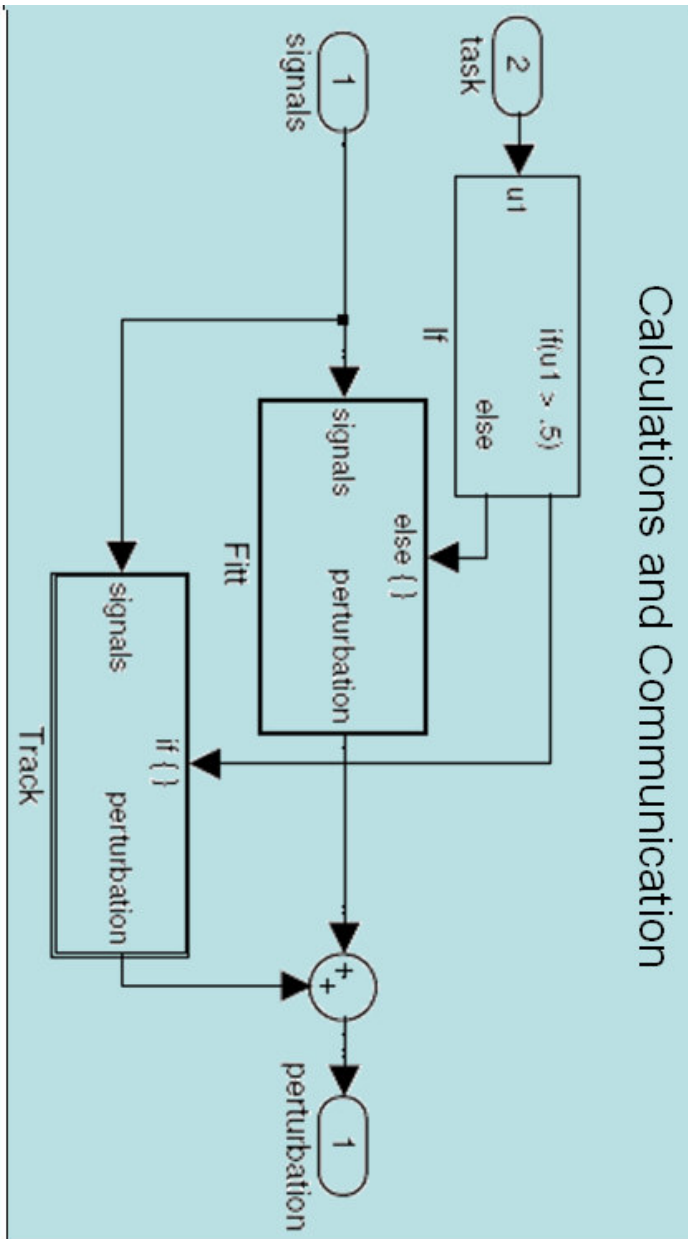 Calculations and Communication
2
task
u1
if(u1 > .5)
else
If
1
signals
else { }
signals
perturbation
Fitt
if { }
signals
perturbation
Track
+
+
1
perturbation